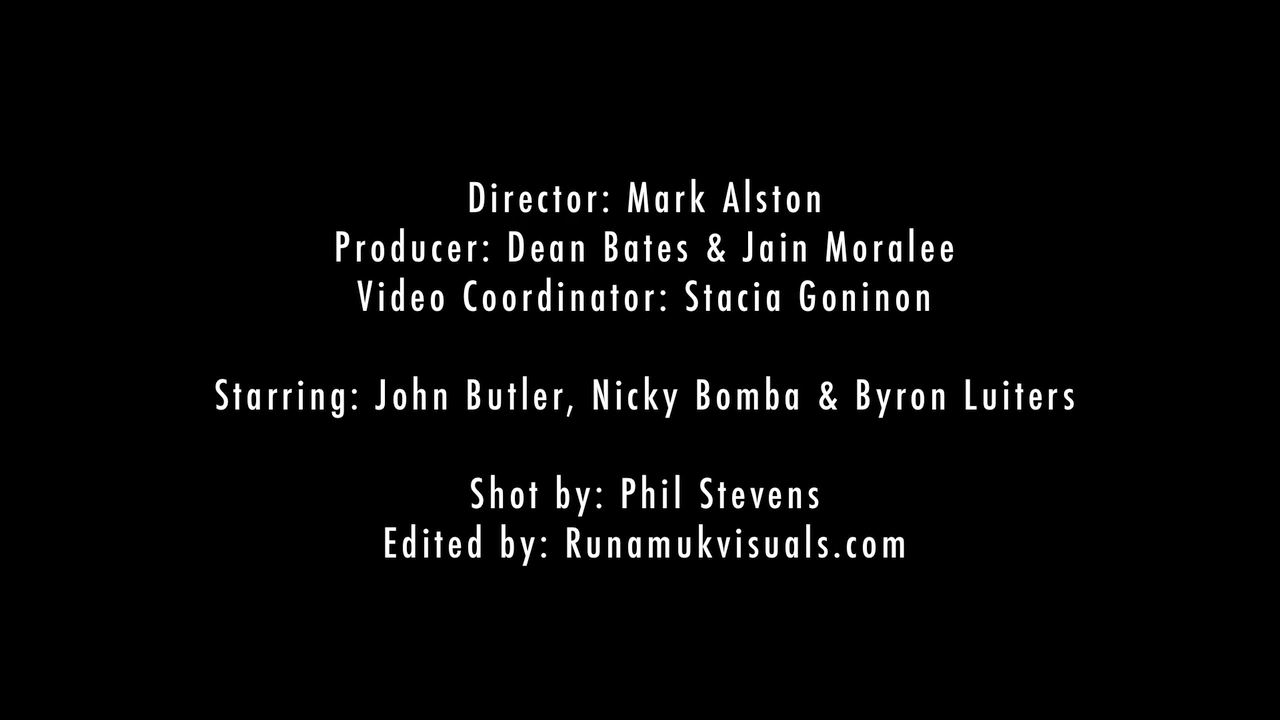 Director: Mark Alston
Producer: Dean Bates & Jain Moralee
Video Coordinator: Stacia Goninon
Starring: John Butler, Nicky Bomba & Byron Luiters
Shot by: Phil Stevens
Edited by: Runamukvisuals.com